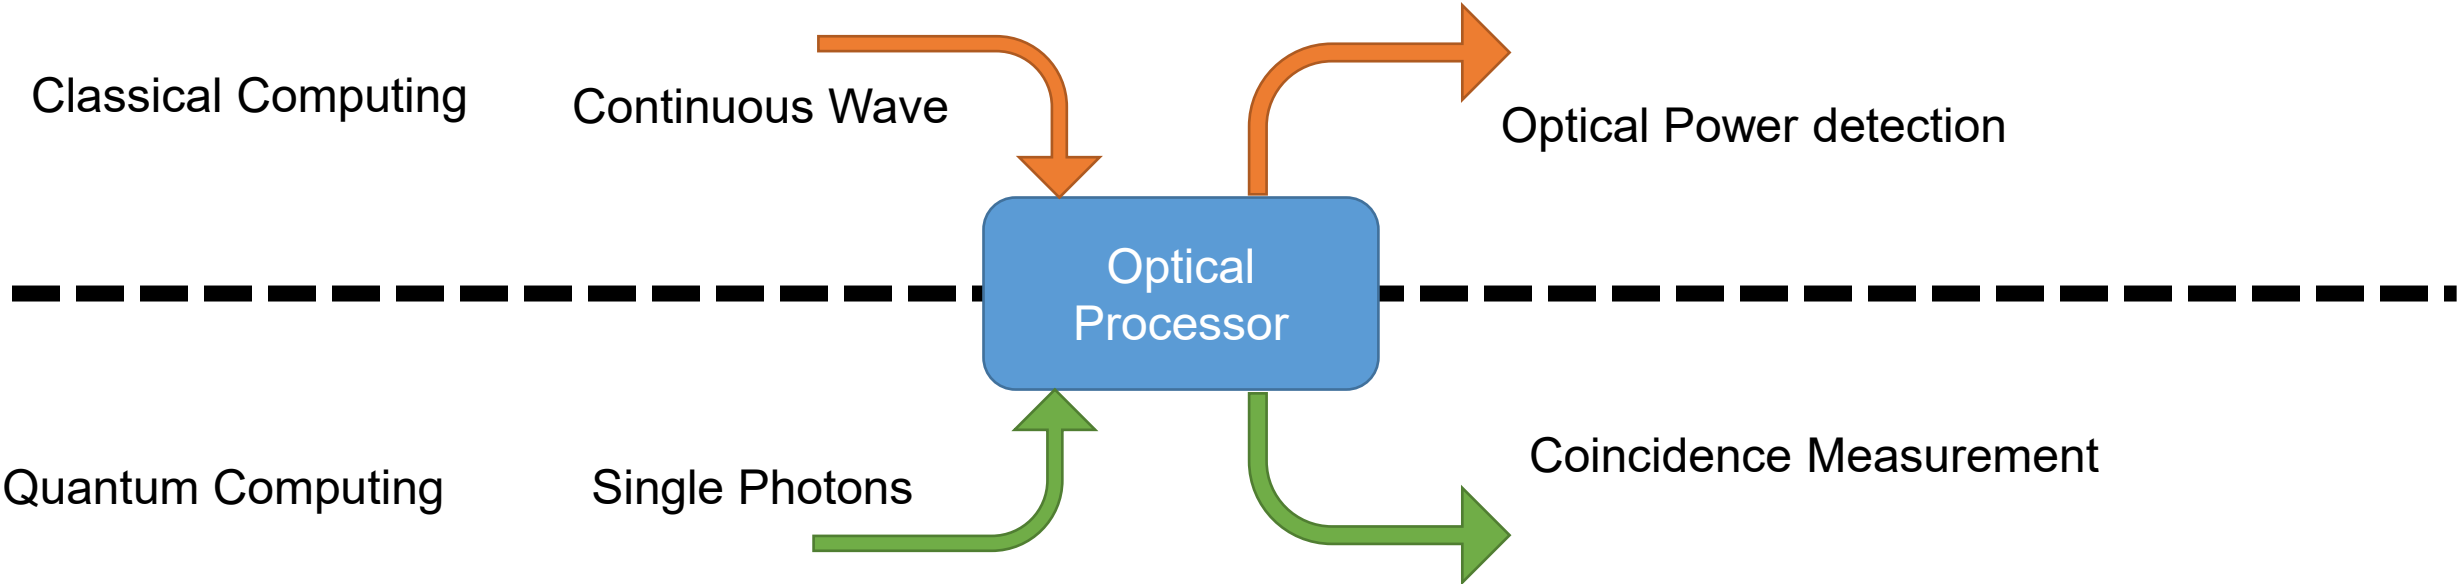 Classical Computing
Continuous Wave
Optical Power detection
Optical
Processor
Quantum Computing
Single Photons
Coincidence Measurement